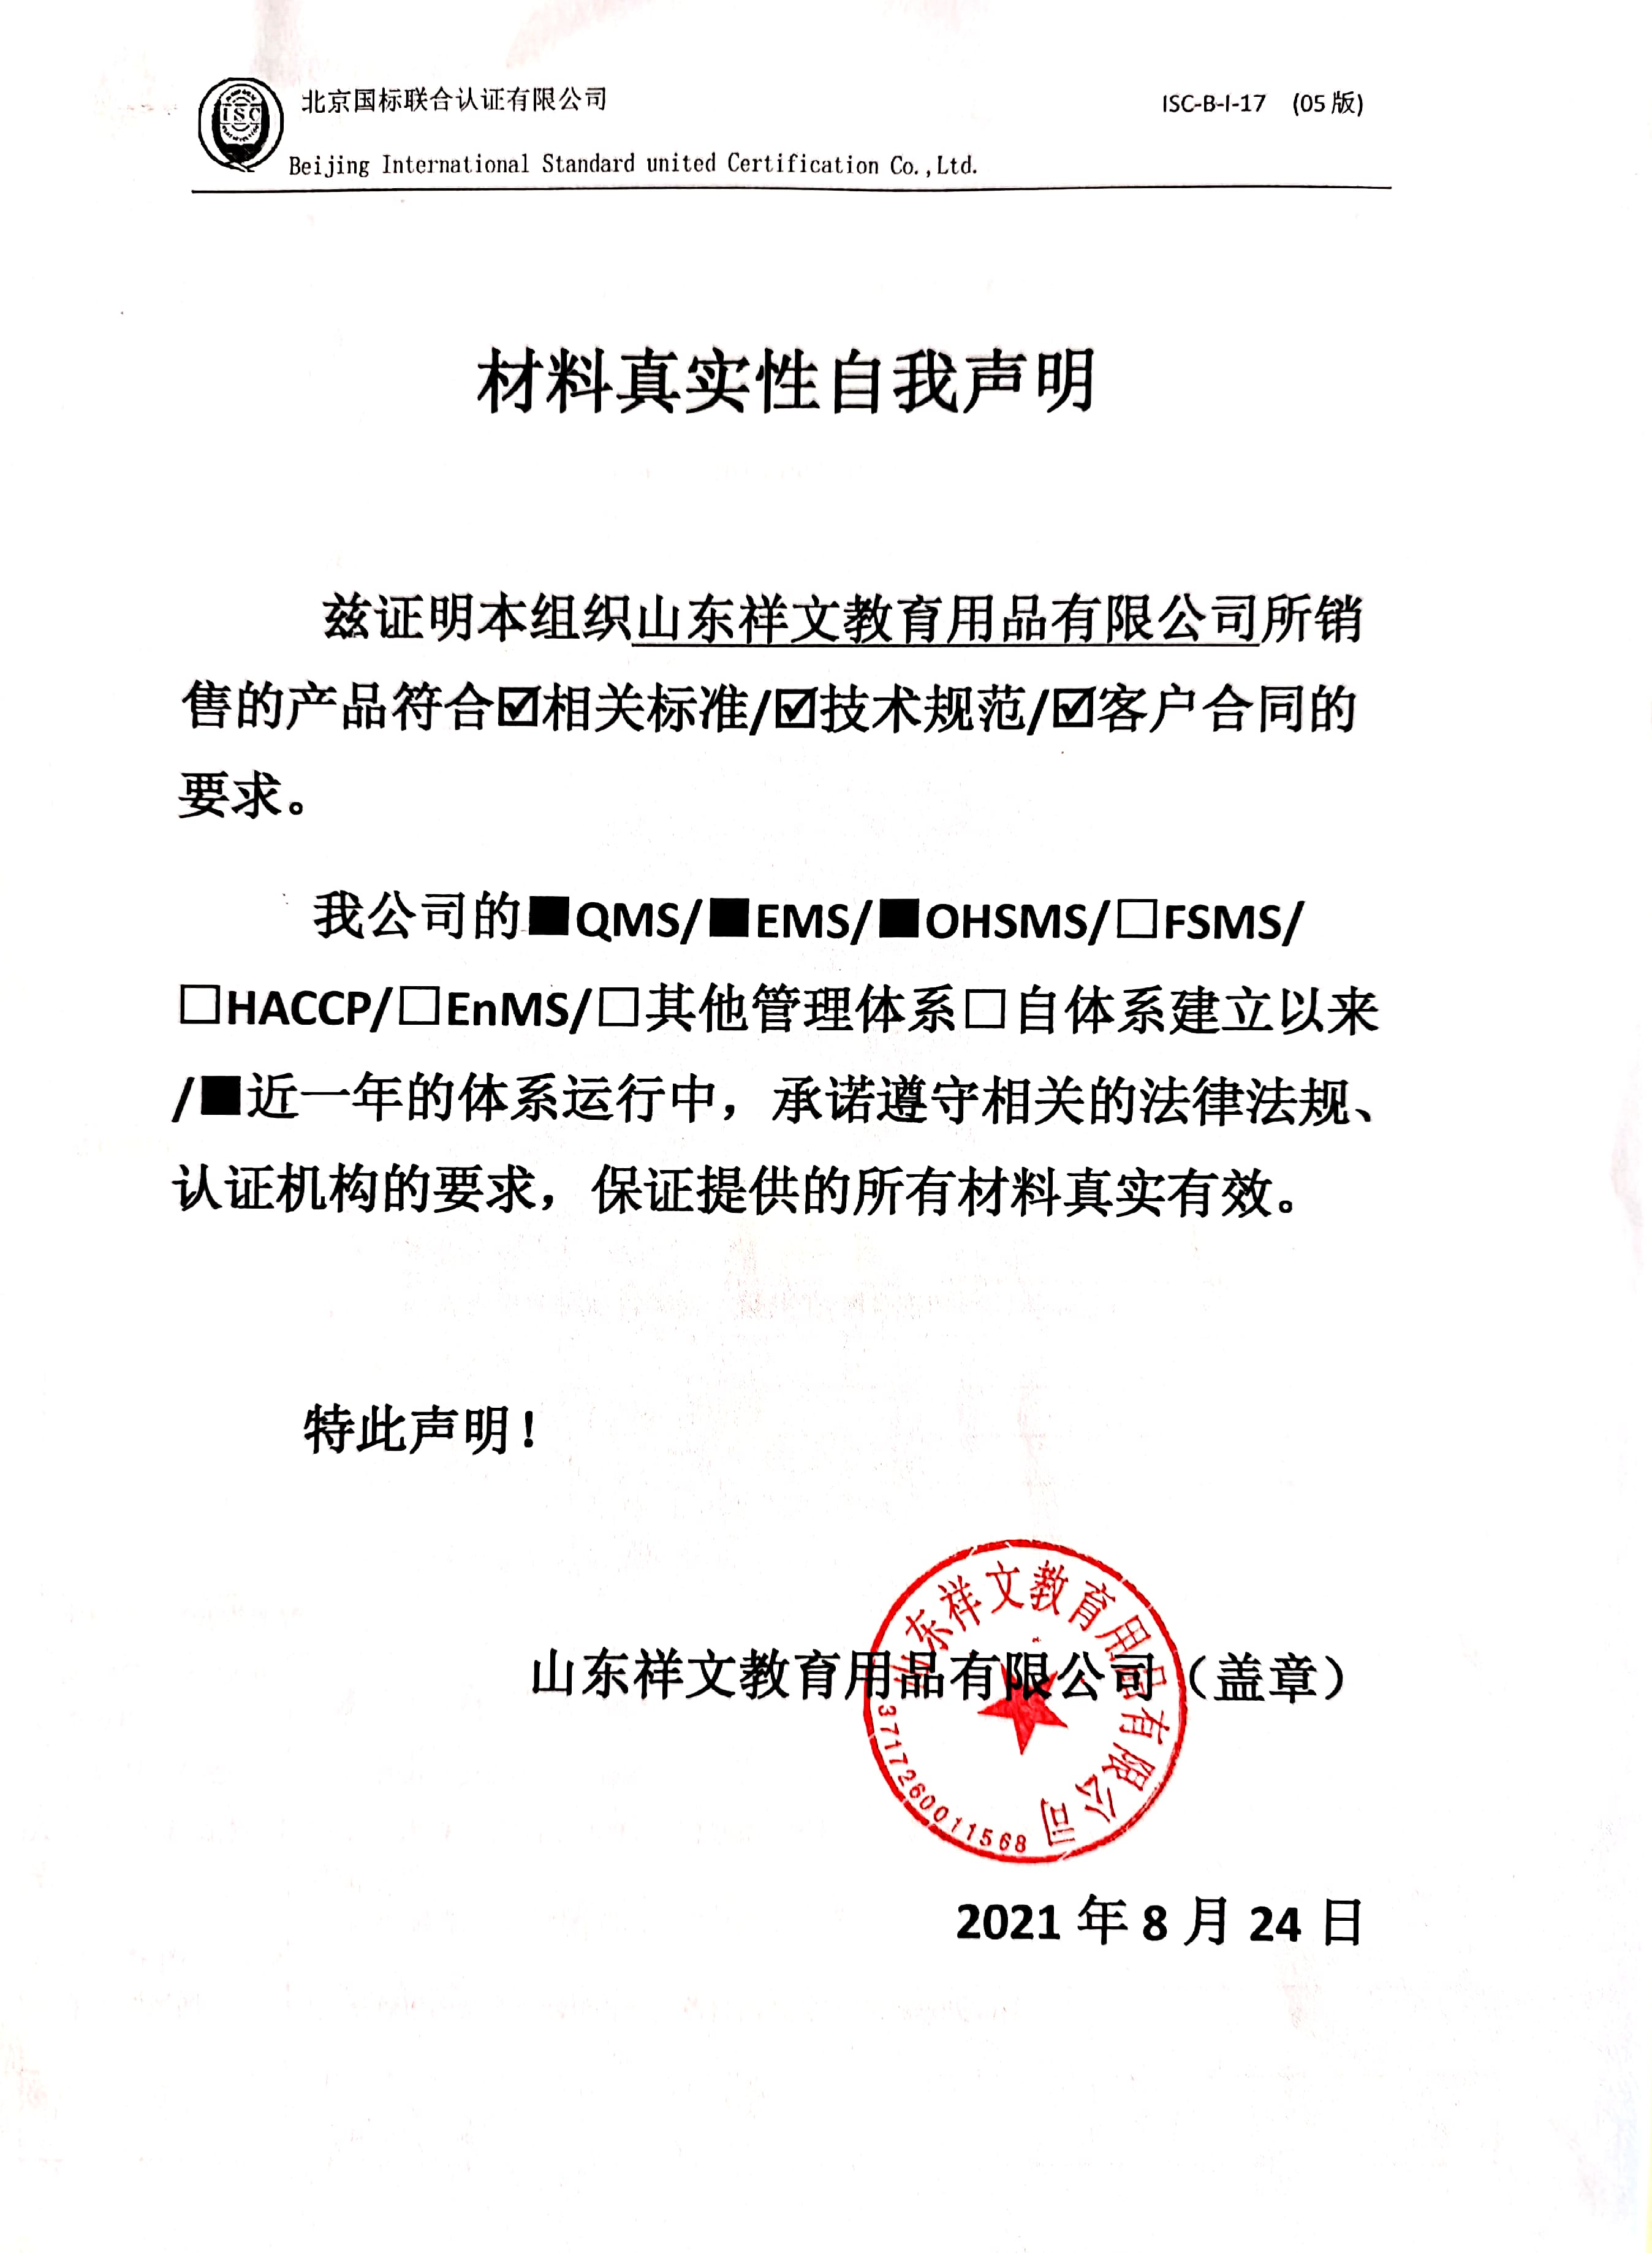 北京国标联合认证有限公司
ISC-B-I-17 (05版)
ISC
Beijing International Standard united Certification Co.,Ltd.
材料真实性自我声明
兹证明本组织山东祥文教育用品有限公司所销
售的产品符合☑相关标准/☑技术规范/☑客户合同的
要求。
我公司的■QMS/■EMS/■OHSMS/□FSMS/
□HACCP/□EnMS/□其他管理体系□自体系建立以来
/■近一年的体系运行中，承诺遵守相关的法律法规、
认证机构的要求，保证提供的所有材料真实有效。
特此声明！
山东祥文教育用品有限公司（盖章）
山东祥文教育用品有限公司
3717260011568
2021年8月24日